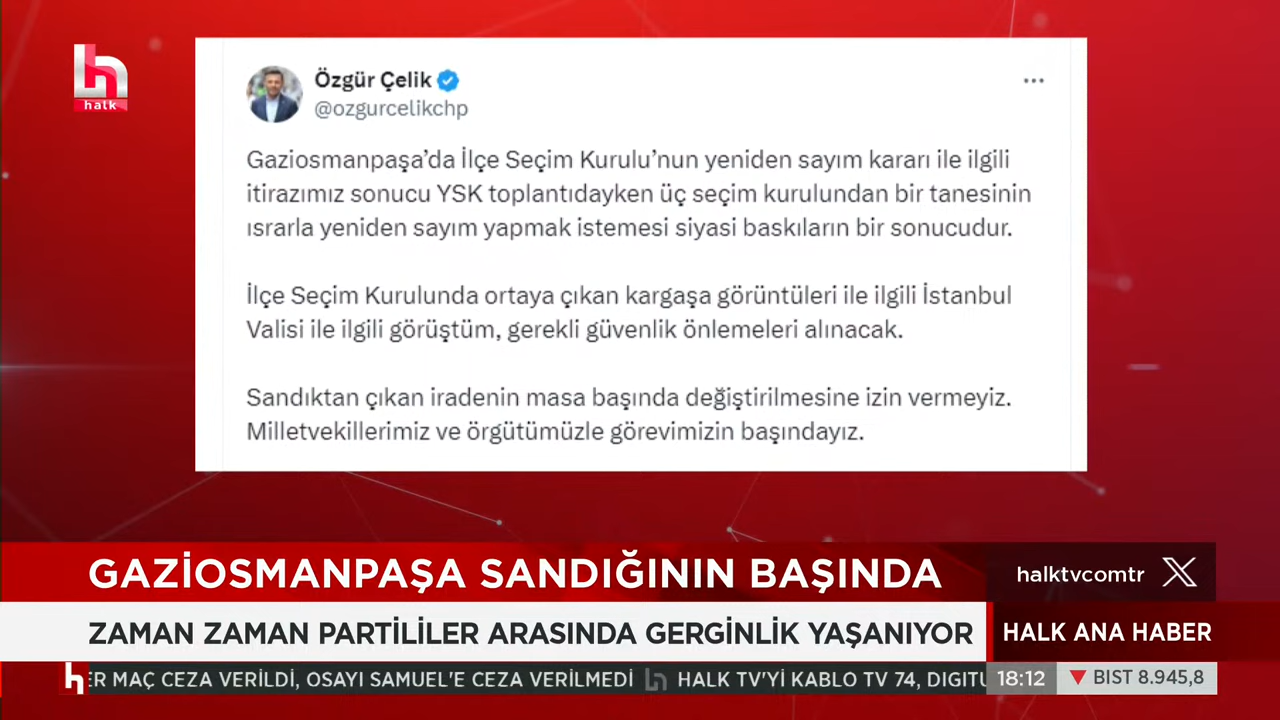 halk
Özgür Çelik
@ozgurcelikchp
Gaziosmanpaşa’da İlçe Seçim Kurulu’nun yeniden sayım kararı ile ilgili
itirazımız sonucu YSK toplantıdayken üç seçim kurulundan bir tanesinin
ısrarla yeniden sayım yapmak istemesi siyasi baskıların bir sonucudur.
İlçe Seçim Kurulunda ortaya çıkan kargaşa görüntüleri ile ilgili İstanbul
Valisi ile ilgili görüştüm, gerekli güvenlik önlemeleri alınacak.
Sandıktan çıkan iradenin masa başında değiştirilmesine izin vermeyiz.
Milletvekillerimiz ve örgütümüzle görevimizin başındayız.
GAZİOSMANPAŞA SANDIĞININ BAŞINDA
halktvcomtr X
ZAMAN ZAMAN PARTİLİLER ARASINDA GERGİNLİK YAŞANIYOR
HALK ANA HABER
ER MAÇ CEZA VERİLDİ, OSAYI SAMUEL'E CEZA VERİLMEDİ h HALK TV'Yİ KABLO TV 74, DIGITU 18:12 ▼ BIST 8.945,8